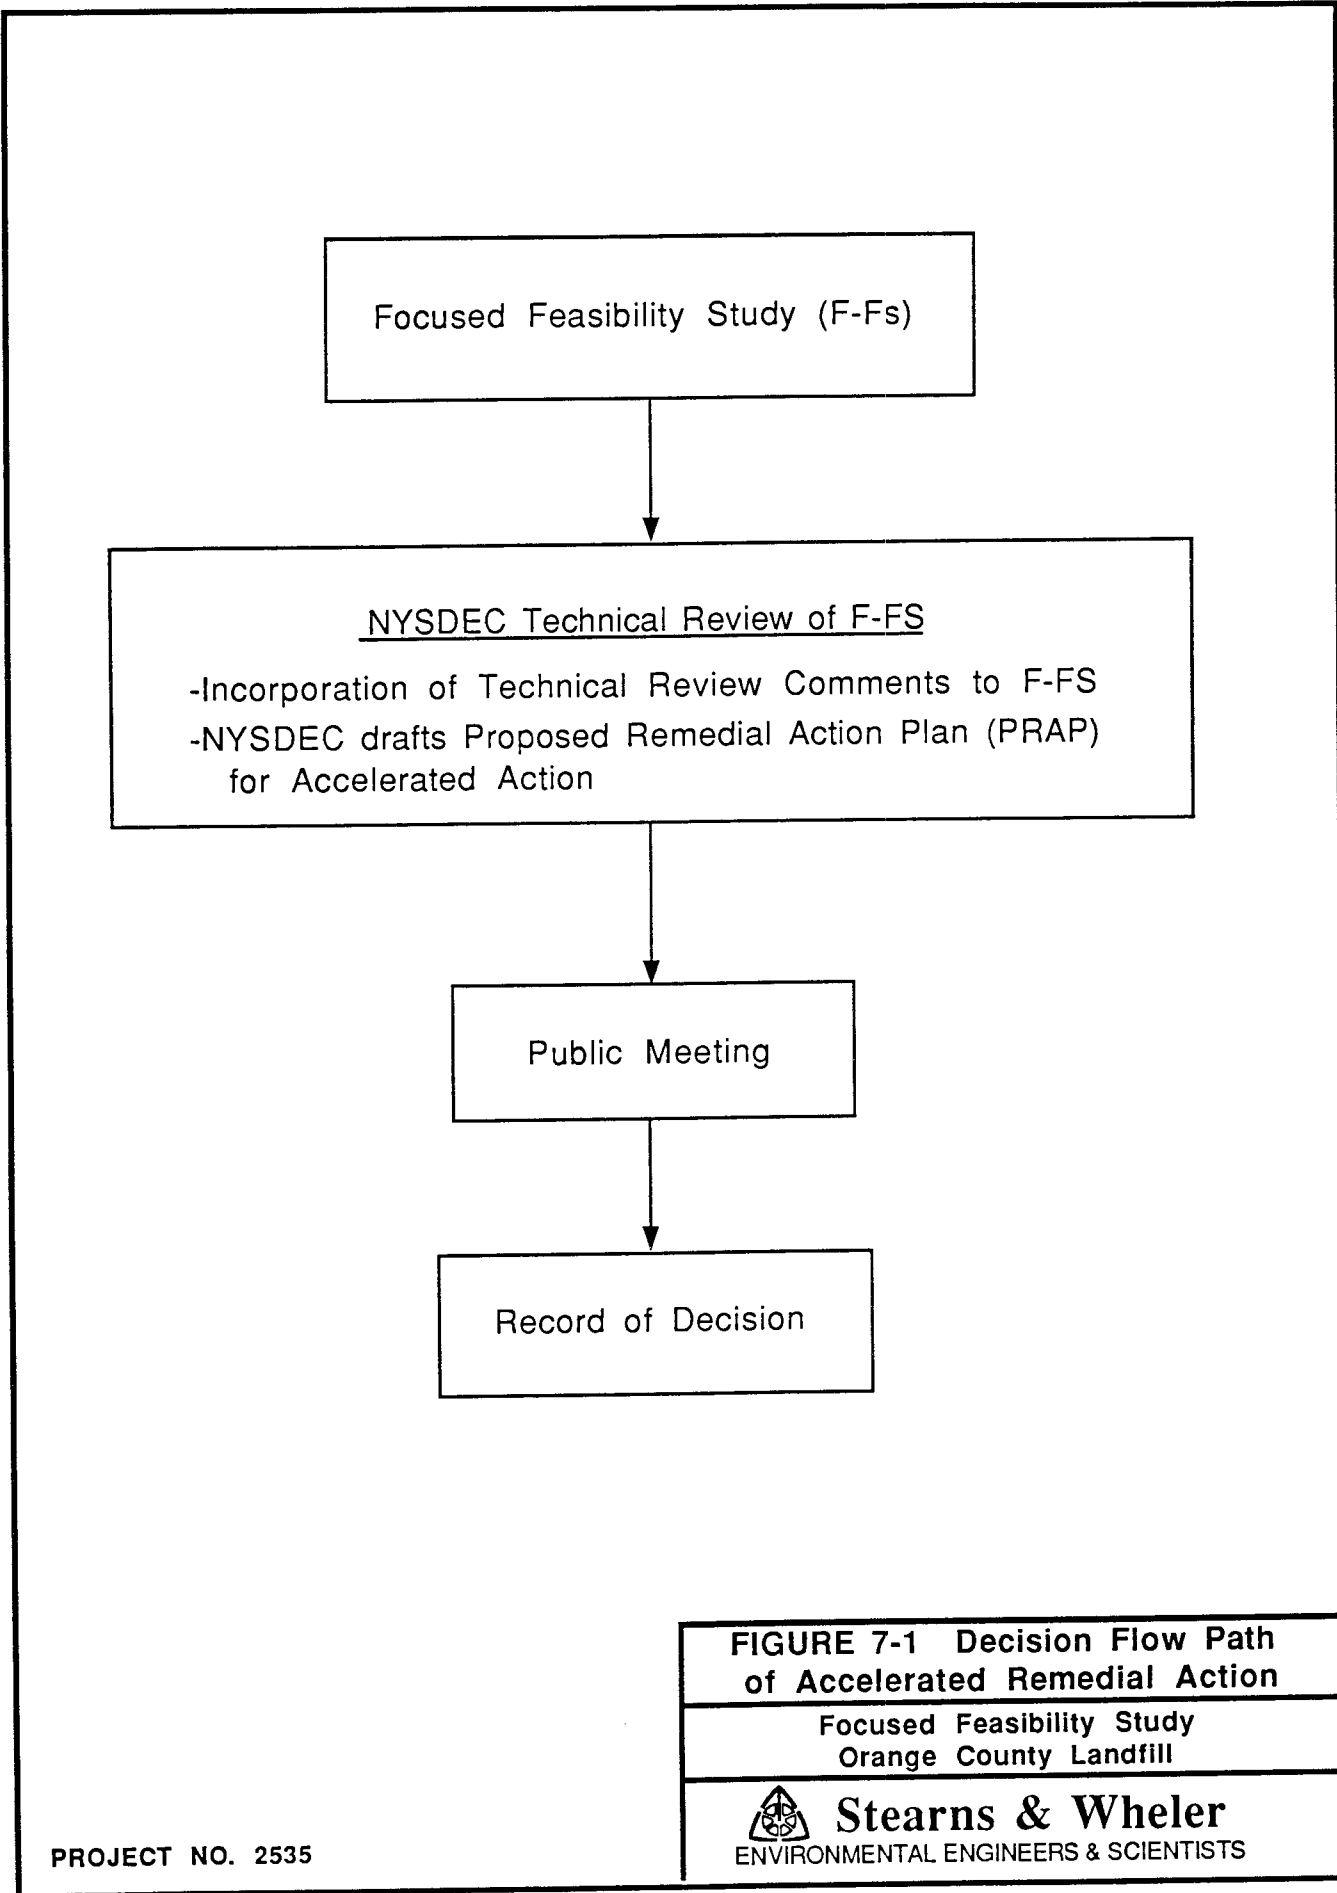 Focused Feasibility Study (F-Fs)
NYSDEC Technical Review of F-FS
-Incorporation of Technical Review Comments to F-FS
-NYSDEC drafts Proposed Remedial Action Plan (PRAP)
for Accelerated Action
Public Meeting
Record of Decision
FIGURE 7-1 Decision Flow Path
of Accelerated Remedial Action
Focused Feasibility Study
Orange County Landfill
Stearns & Wheler
ENVIRONMENTAL ENGINEERS & SCIENTISTS
PROJECT NO. 2535